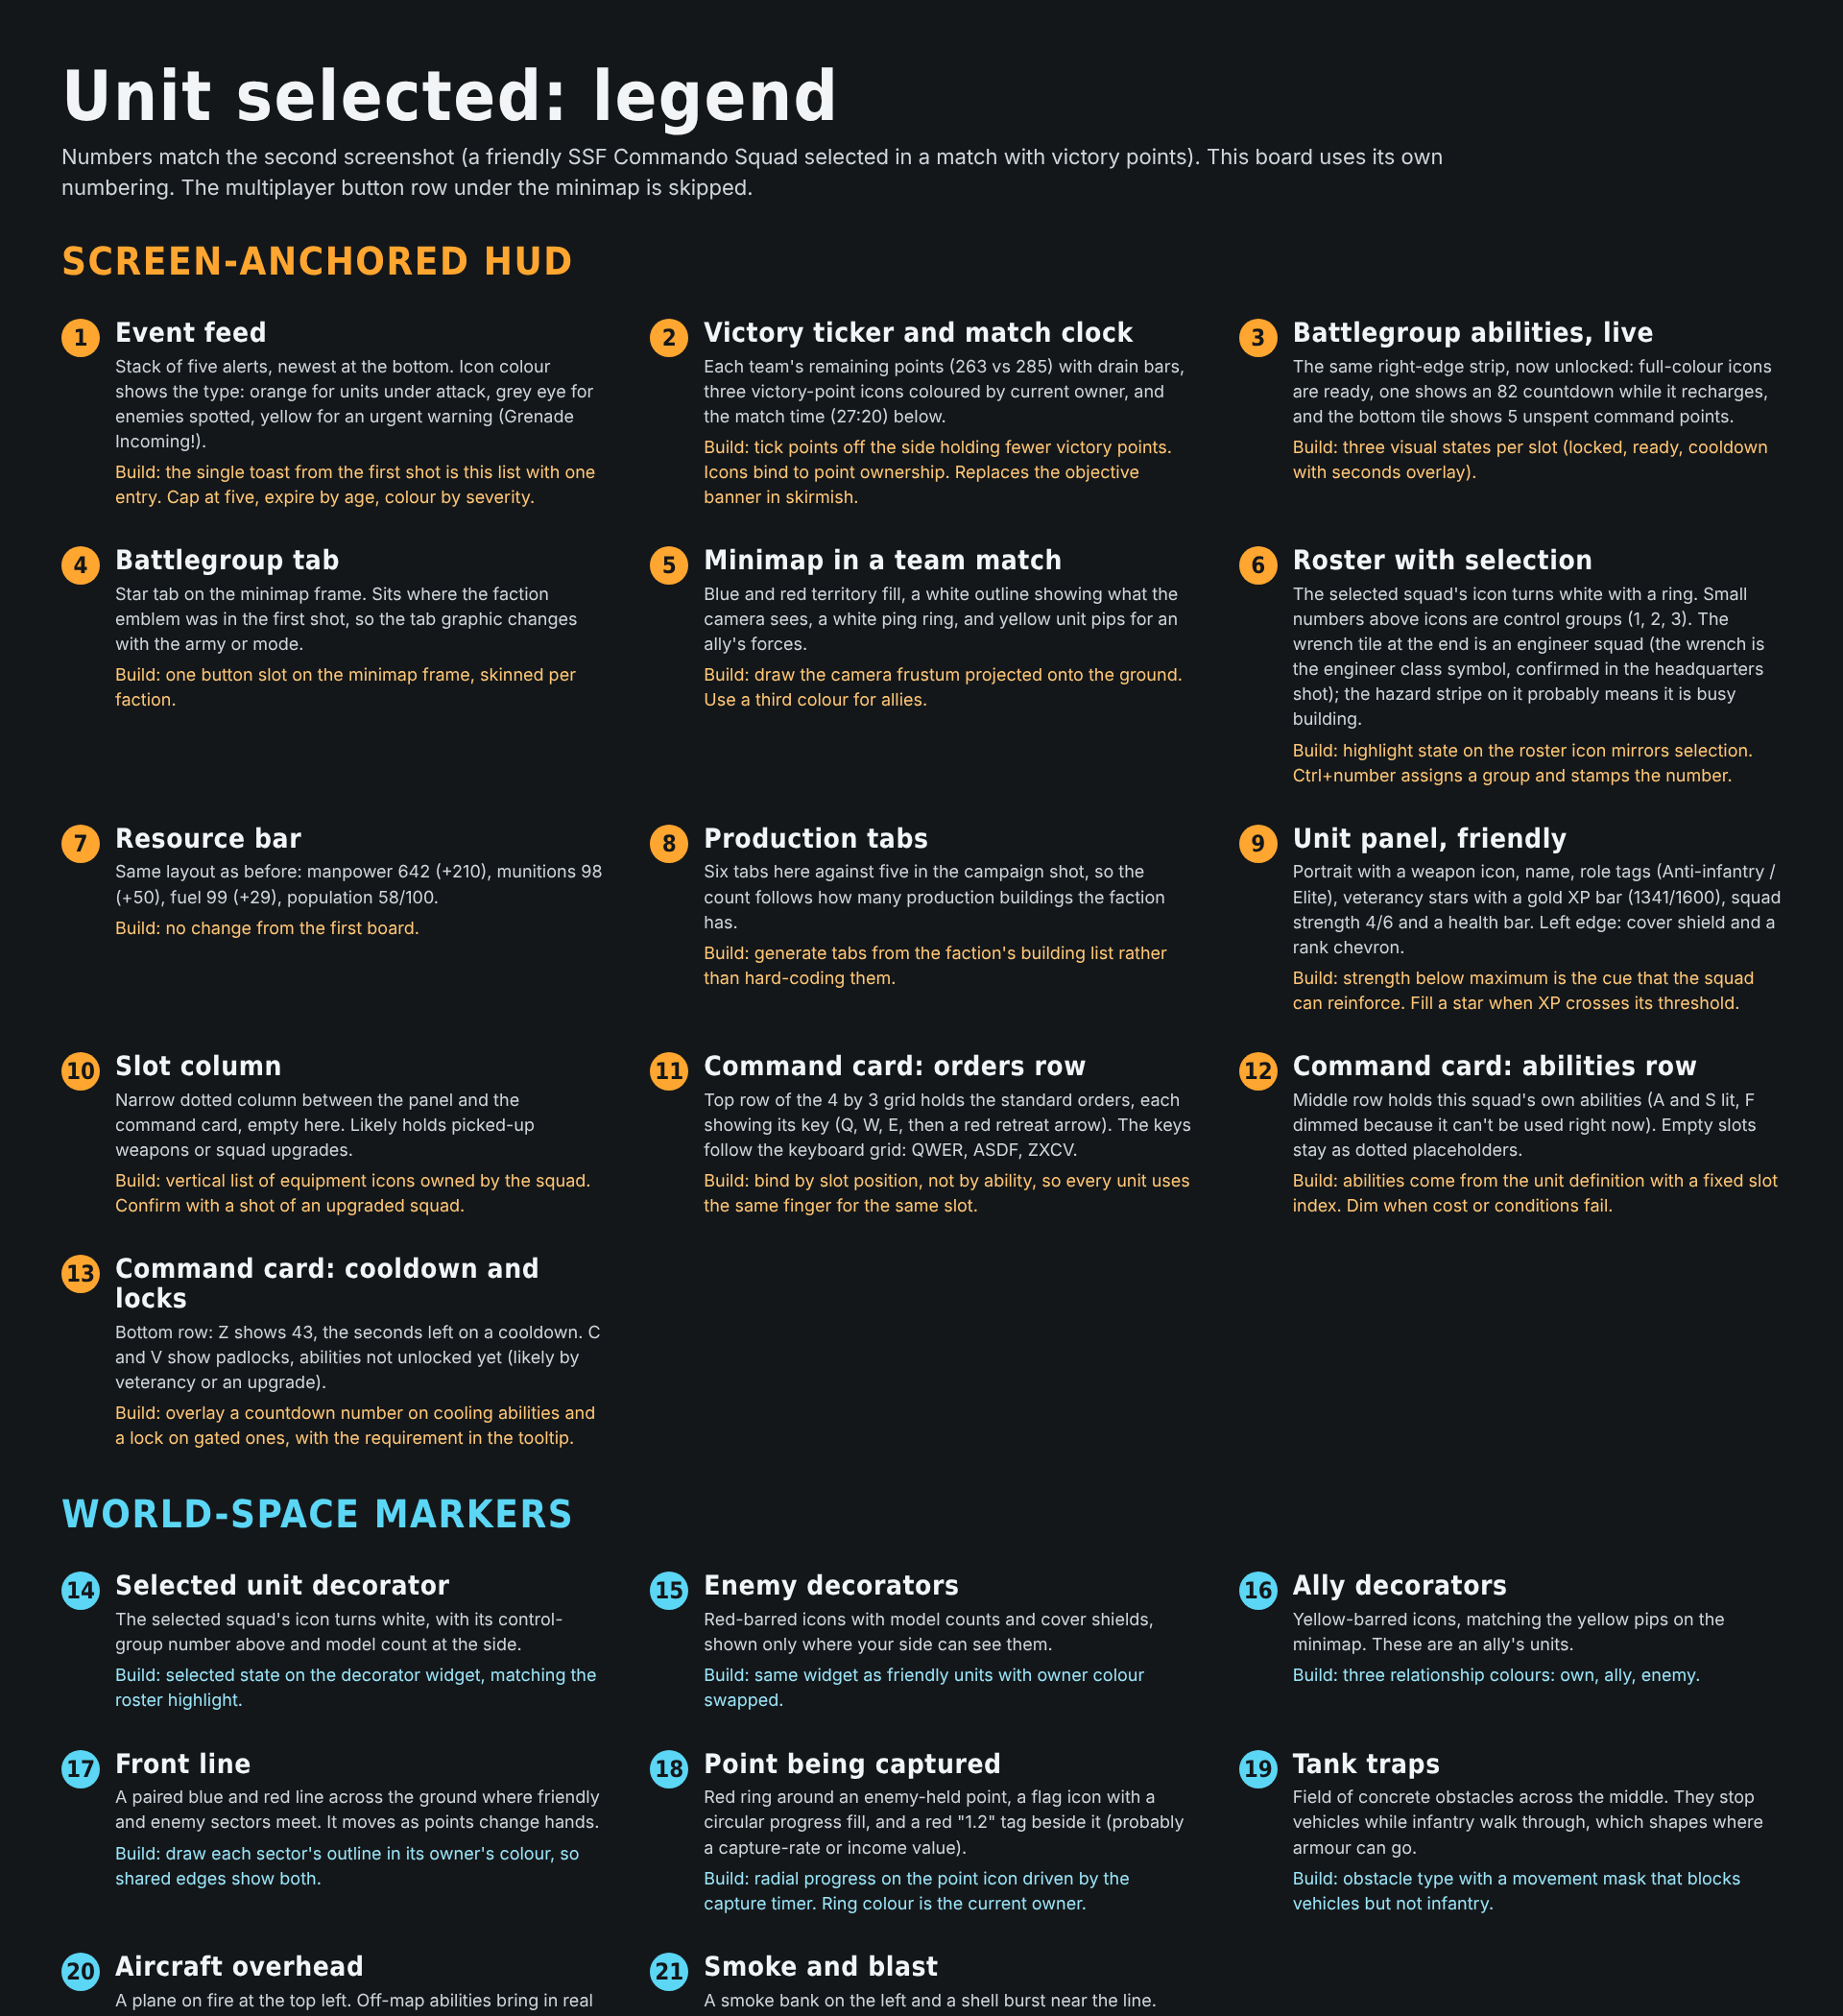 Unit selected: legend
Numbers match the second screenshot (a friendly SSF Commando Squad selected in a match with victory points). This board uses its own
numbering. The multiplayer button row under the minimap is skipped.
SCREEN-ANCHORED HUD
1
Event feed
Stack of five alerts, newest at the bottom. Icon colour
shows the type: orange for units under attack, grey eye for
enemies spotted, yellow for an urgent warning (Grenade
Incoming!).
Build: the single toast from the first shot is this list with one
entry. Cap at five, expire by age, colour by severity.
2
Victory ticker and match clock
Each team's remaining points (263 vs 285) with drain bars,
three victory-point icons coloured by current owner, and
the match time (27:20) below.
Build: tick points off the side holding fewer victory points.
Icons bind to point ownership. Replaces the objective
banner in skirmish.
3
Battlegroup abilities, live
The same right-edge strip, now unlocked: full-colour icons
are ready, one shows an 82 countdown while it recharges,
and the bottom tile shows 5 unspent command points.
Build: three visual states per slot (locked, ready, cooldown
with seconds overlay).
4
Battlegroup tab
Star tab on the minimap frame. Sits where the faction
emblem was in the first shot, so the tab graphic changes
with the army or mode.
Build: one button slot on the minimap frame, skinned per
faction.
5
Minimap in a team match
Blue and red territory fill, a white outline showing what the
camera sees, a white ping ring, and yellow unit pips for an
ally's forces.
Build: draw the camera frustum projected onto the ground.
Use a third colour for allies.
6
Roster with selection
The selected squad's icon turns white with a ring. Small
numbers above icons are control groups (1, 2, 3). The
wrench tile at the end is an engineer squad (the wrench is
the engineer class symbol, confirmed in the headquarters
shot); the hazard stripe on it probably means it is busy
building.
Build: highlight state on the roster icon mirrors selection.
Ctrl+number assigns a group and stamps the number.
7
Resource bar
Same layout as before: manpower 642 (+210), munitions 98
(+50), fuel 99 (+29), population 58/100.
Build: no change from the first board.
8
Production tabs
Six tabs here against five in the campaign shot, so the
count follows how many production buildings the faction
has.
Build: generate tabs from the faction's building list rather
than hard-coding them.
9
Unit panel, friendly
Portrait with a weapon icon, name, role tags (Anti-infantry /
Elite), veterancy stars with a gold XP bar (1341/1600), squad
strength 4/6 and a health bar. Left edge: cover shield and a
rank chevron.
Build: strength below maximum is the cue that the squad
can reinforce. Fill a star when XP crosses its threshold.
10
Slot column
Narrow dotted column between the panel and the
command card, empty here. Likely holds picked-up
weapons or squad upgrades.
Build: vertical list of equipment icons owned by the squad.
Confirm with a shot of an upgraded squad.
11
Command card: orders row
Top row of the 4 by 3 grid holds the standard orders, each
showing its key (Q, W, E, then a red retreat arrow). The keys
follow the keyboard grid: QWER, ASDF, ZXCV.
Build: bind by slot position, not by ability, so every unit uses
the same finger for the same slot.
12
Command card: abilities row
Middle row holds this squad's own abilities (A and S lit, F
dimmed because it can't be used right now). Empty slots
stay as dotted placeholders.
Build: abilities come from the unit definition with a fixed slot
index. Dim when cost or conditions fail.
13
Command card: cooldown and
locks
Bottom row: Z shows 43, the seconds left on a cooldown. C
and V show padlocks, abilities not unlocked yet (likely by
veterancy or an upgrade).
Build: overlay a countdown number on cooling abilities and
a lock on gated ones, with the requirement in the tooltip.
WORLD-SPACE MARKERS
14
Selected unit decorator
The selected squad's icon turns white, with its control-
group number above and model count at the side.
Build: selected state on the decorator widget, matching the
roster highlight.
15
Enemy decorators
Red-barred icons with model counts and cover shields,
shown only where your side can see them.
Build: same widget as friendly units with owner colour
swapped.
16
Ally decorators
Yellow-barred icons, matching the yellow pips on the
minimap. These are an ally's units.
Build: three relationship colours: own, ally, enemy.
17
Front line
A paired blue and red line across the ground where friendly
and enemy sectors meet. It moves as points change hands.
Build: draw each sector's outline in its owner's colour, so
shared edges show both.
18
Point being captured
Red ring around an enemy-held point, a flag icon with a
circular progress fill, and a red "1.2" tag beside it (probably
a capture-rate or income value).
Build: radial progress on the point icon driven by the
capture timer. Ring colour is the current owner.
19
Tank traps
Field of concrete obstacles across the middle. They stop
vehicles while infantry walk through, which shapes where
armour can go.
Build: obstacle type with a movement mask that blocks
vehicles but not infantry.
20
Aircraft overhead
A plane on fire at the top left. Off-map abilities bring in real
21
Smoke and blast
A smoke bank on the left and a shell burst near the line.